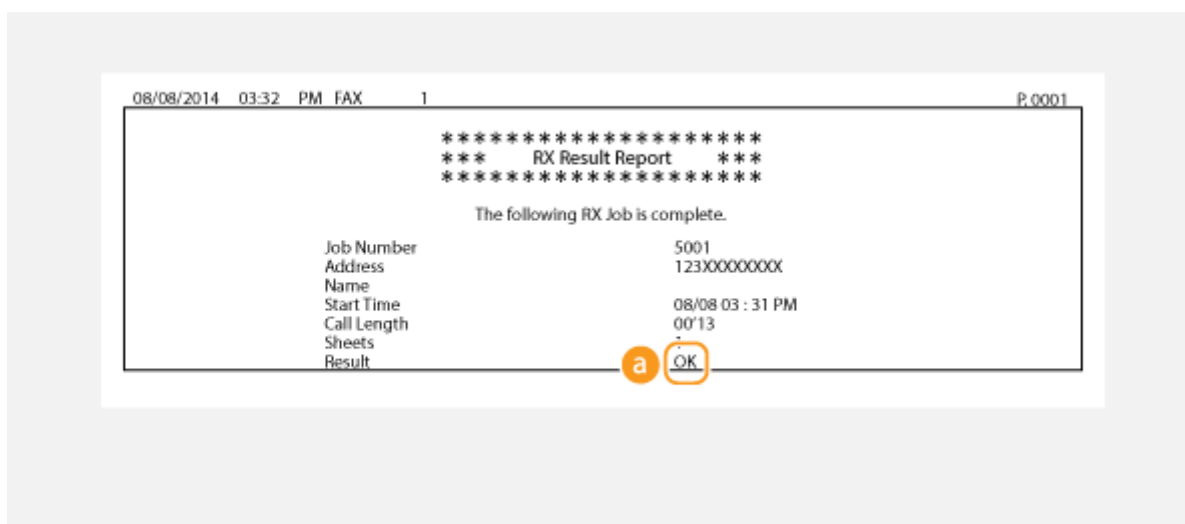 08/08/2014 03:32 PM FAX 1 P. 0001
********************
*** RX Result Report ***
********************
The following RX Job is complete.
Job Number 5001
Address 123XXXXXXXX
Name
Start Time 08/08 03 : 31 PM
Call Length 00'13
Sheets
Result a OK